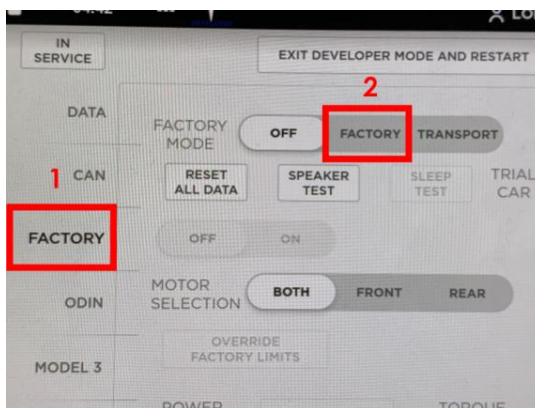 IN
SERVICE
EXIT DEVELOPER MODE AND RESTART
2
DATA
FACTORY
MODE
OFF
FACTORY
TRANSPORT
1
CAN
RESET
ALL DATA
SPEAKER
TEST
SLEEP
TEST
TRIAL
CAR
FACTORY
OFF
ON
MOTOR
SELECTION
BOTH
FRONT
REAR
ODIN
OVERRIDE
FACTORY LIMITS
MODEL 3
POWER
TORQUE